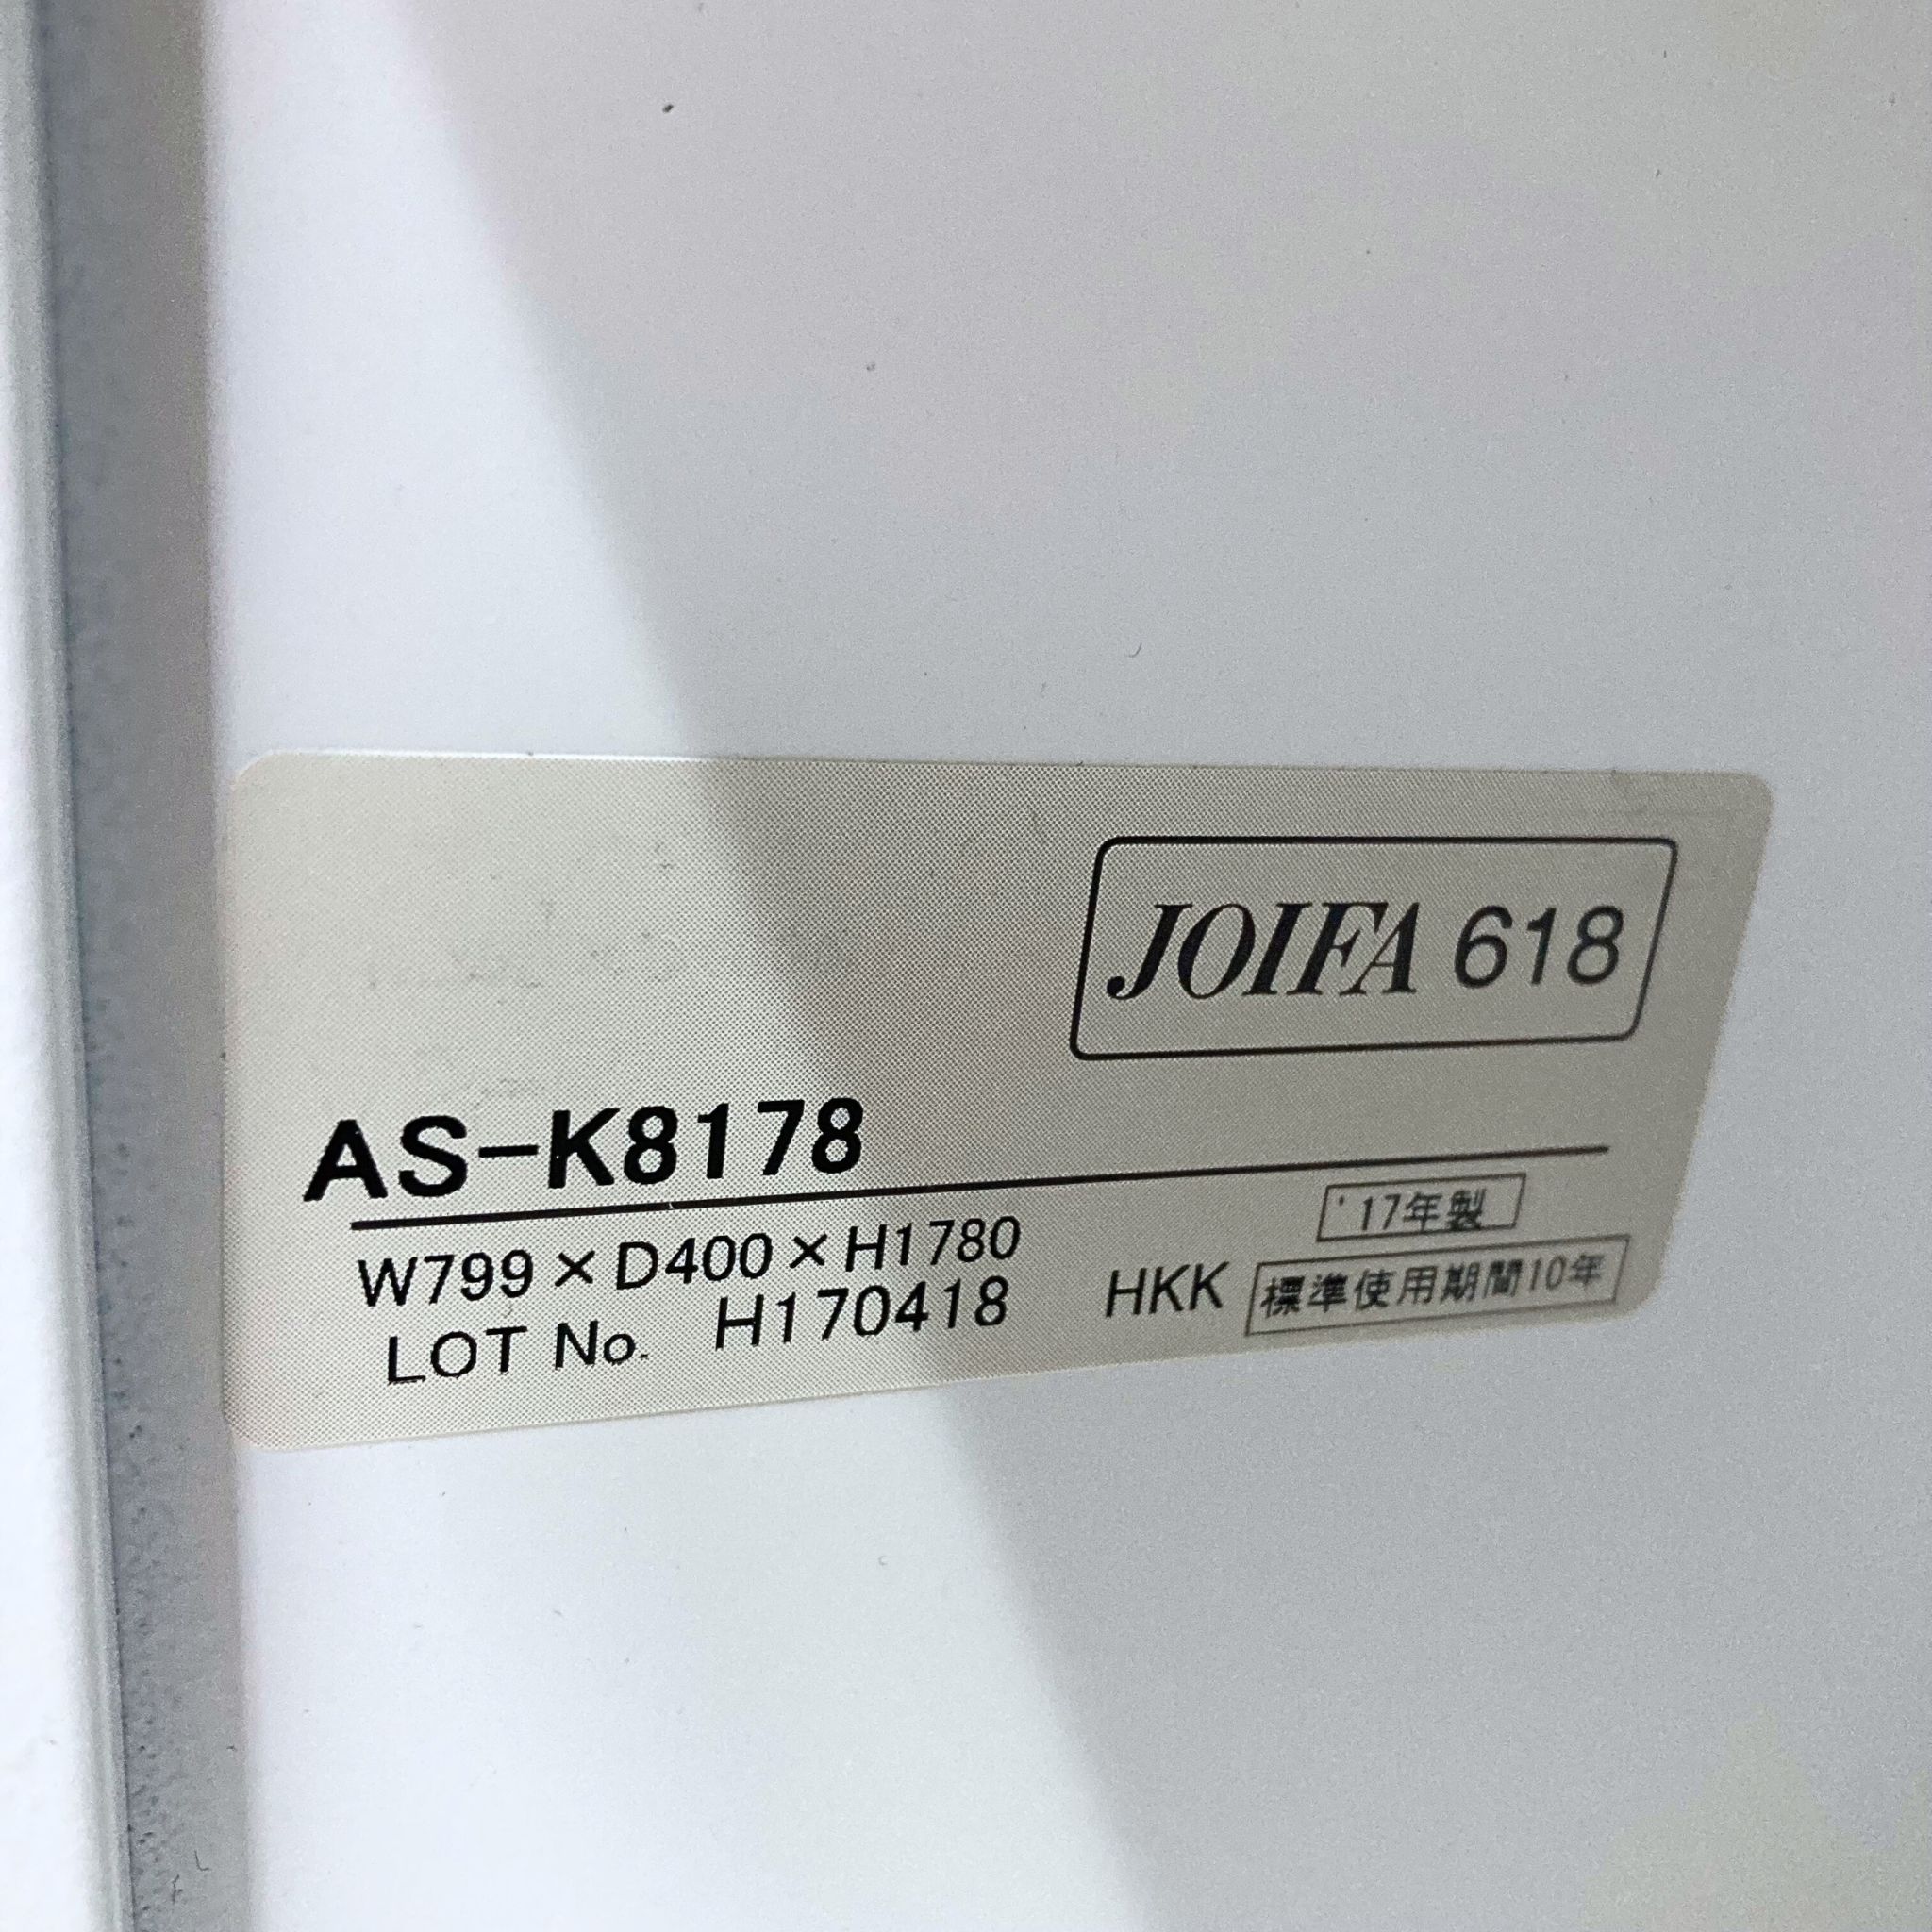 JOIFA 618
AS-K8178
'17年製
W799×D400×H1780
HKK 標準使用期間10年
LOT No. H170418